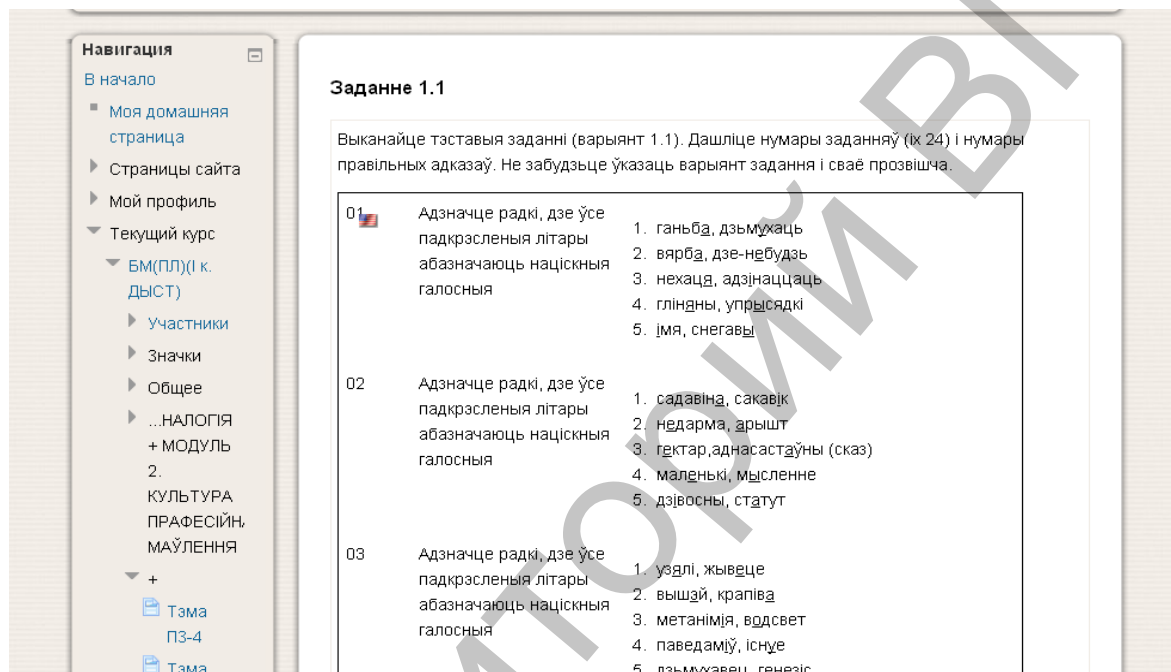 Навигация
В начало
Моя домашняя
страница
Страницы сайта
Мой профиль
Текущий курс
БМ(ПЛ)(І к.
ДЫСТ)
Участники
Значки
Общее
...НАЛОГІЯ
+ МОДУЛЬ
2.
КУЛЬТУРА
ПРАФЕСІЙН
МАЎЛЕННЯ
+
Тэма
ПЗ-4
Тэма
Заданне 1.1
Выканайце тэставыя заданні (варыянт 1.1). Дашліце нумары заданняў (іх 24) і нумары
правільных адказаў. Не забудзьце ўказаць варыянт задання і сваё прозвішча.
01
Адзначце радкі, дзе ўсе
падкрэсленыя літары
абазначаюць націскныя
галосныя
1. ганьба, дзьмухаць
2. вярба, дзе-небудзь
3. нехаця, адзінаццаць
4. гліняны, упрысядкі
5. імя, снегавы
02
Адзначце радкі, дзе ўсе
падкрэсленыя літары
абазначаюць націскныя
галосныя
1. садавіна, сакавік
2. недарма, арышт
3. гектар,аднасастаўны (сказ)
4. маленькі, мысленне
5. дзівосны, статут
03
Адзначце радкі, дзе ўсе
падкрэсленыя літары
абазначаюць націскныя
галосныя
1. узялі, жывеце
2. вышэй, крапіва
3. метанімія, водсвет
4. паведаміў, існуе
5. дзьмухавец, генезіс